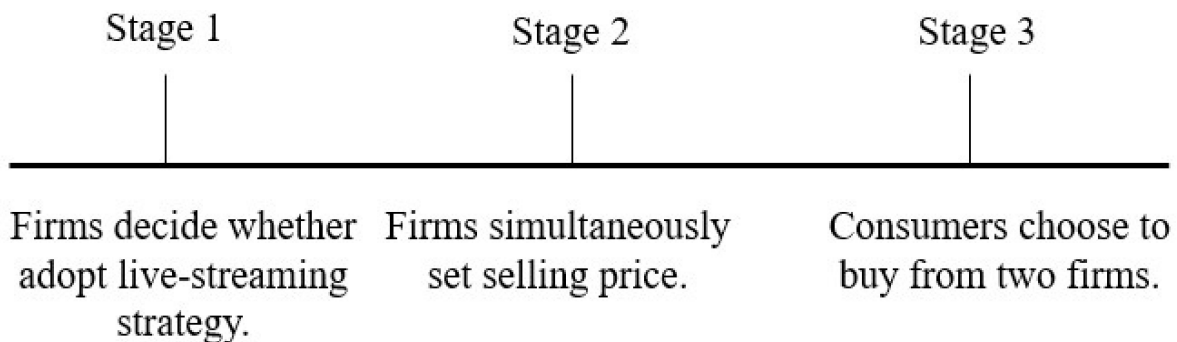 Stage 1
Stage 2
Stage 3
Firms decide whether
adopt live-streaming
strategy.
Firms simultaneously
set selling price.
Consumers choose to
buy from two firms.